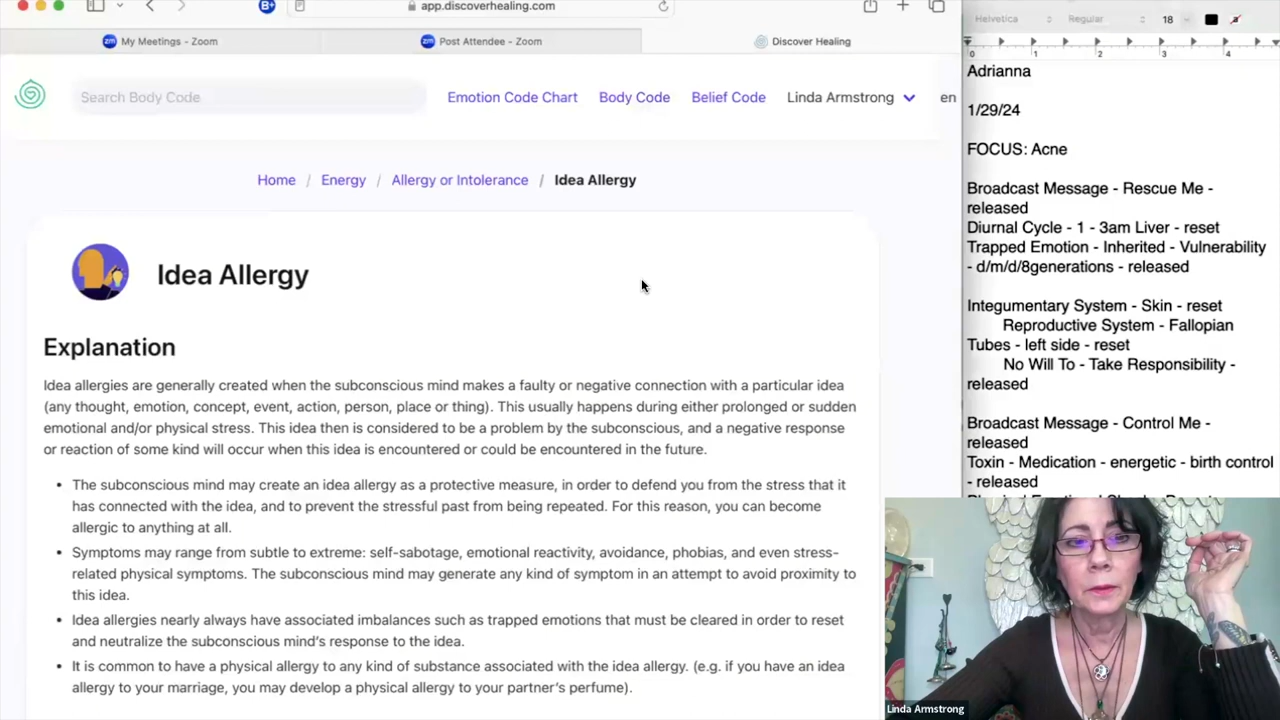 app.discoverhealing.com
My Meetings - Zoom
Post Attendee - Zoom
Discover Healing
Search Body Code
Emotion Code Chart
Body Code
Belief Code
Linda Armstrong
en
Home / Energy / Allergy or Intolerance / Idea Allergy
Idea Allergy
Explanation
Idea allergies are generally created when the subconscious mind makes a faulty or negative connection with a particular idea
(any thought, emotion, concept, event, action, person, place or thing). This usually happens during either prolonged or sudden
emotional and/or physical stress. This idea then is considered to be a problem by the subconscious, and a negative response
or reaction of some kind will occur when this idea is encountered or could be encountered in the future.
• The subconscious mind may create an idea allergy as a protective measure, in order to defend you from the stress that it
has connected with the idea, and to prevent the stressful past from being repeated. For this reason, you can become
allergic to anything at all.
• Symptoms may range from subtle to extreme: self-sabotage, emotional reactivity, avoidance, phobias, and even stress-
related physical symptoms. The subconscious mind may generate any kind of symptom in an attempt to avoid proximity to
this idea.
• Idea allergies nearly always have associated imbalances such as trapped emotions that must be cleared in order to reset
and neutralize the subconscious mind's response to the idea.
• It is common to have a physical allergy to any kind of substance associated with the idea allergy. (e.g. if you have an idea
allergy to your marriage, you may develop a physical allergy to your partner's perfume).
Helvetica
Regular
18
0 1 2 3 4
Adrianna
1/29/24
FOCUS: Acne
Broadcast Message - Rescue Me -
released
Diurnal Cycle - 1 - 3am Liver - reset
Trapped Emotion - Inherited - Vulnerability
- d/m/d/8generations - released
Integumentary System - Skin - reset
Reproductive System - Fallopian
Tubes - left side - reset
No Will To - Take Responsibility -
released
Broadcast Message - Control Me -
released
Toxin - Medication - energetic - birth control
- released
Linda Armstrong